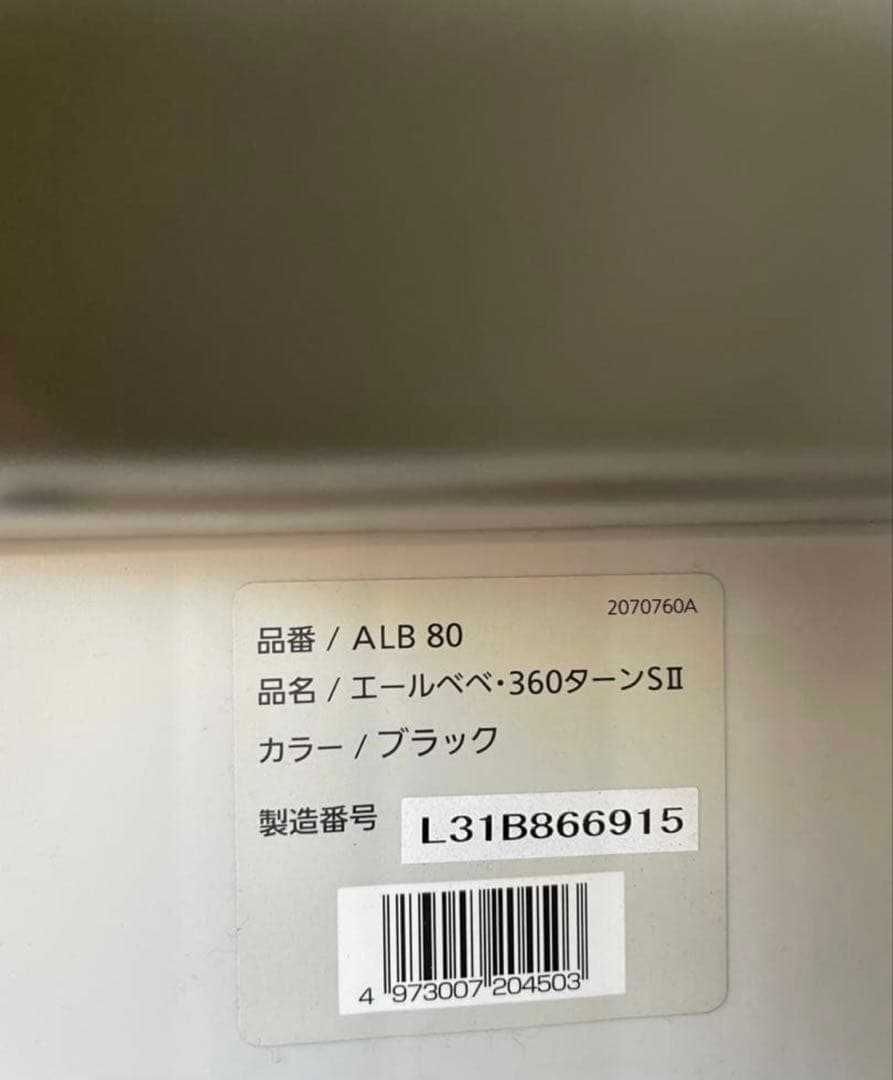 2070760A
品番 / ALB 80
品名 / エールベベ・360ターンSⅡ
カラー / ブラック
製造番号 L31B866915
4 973007 204503